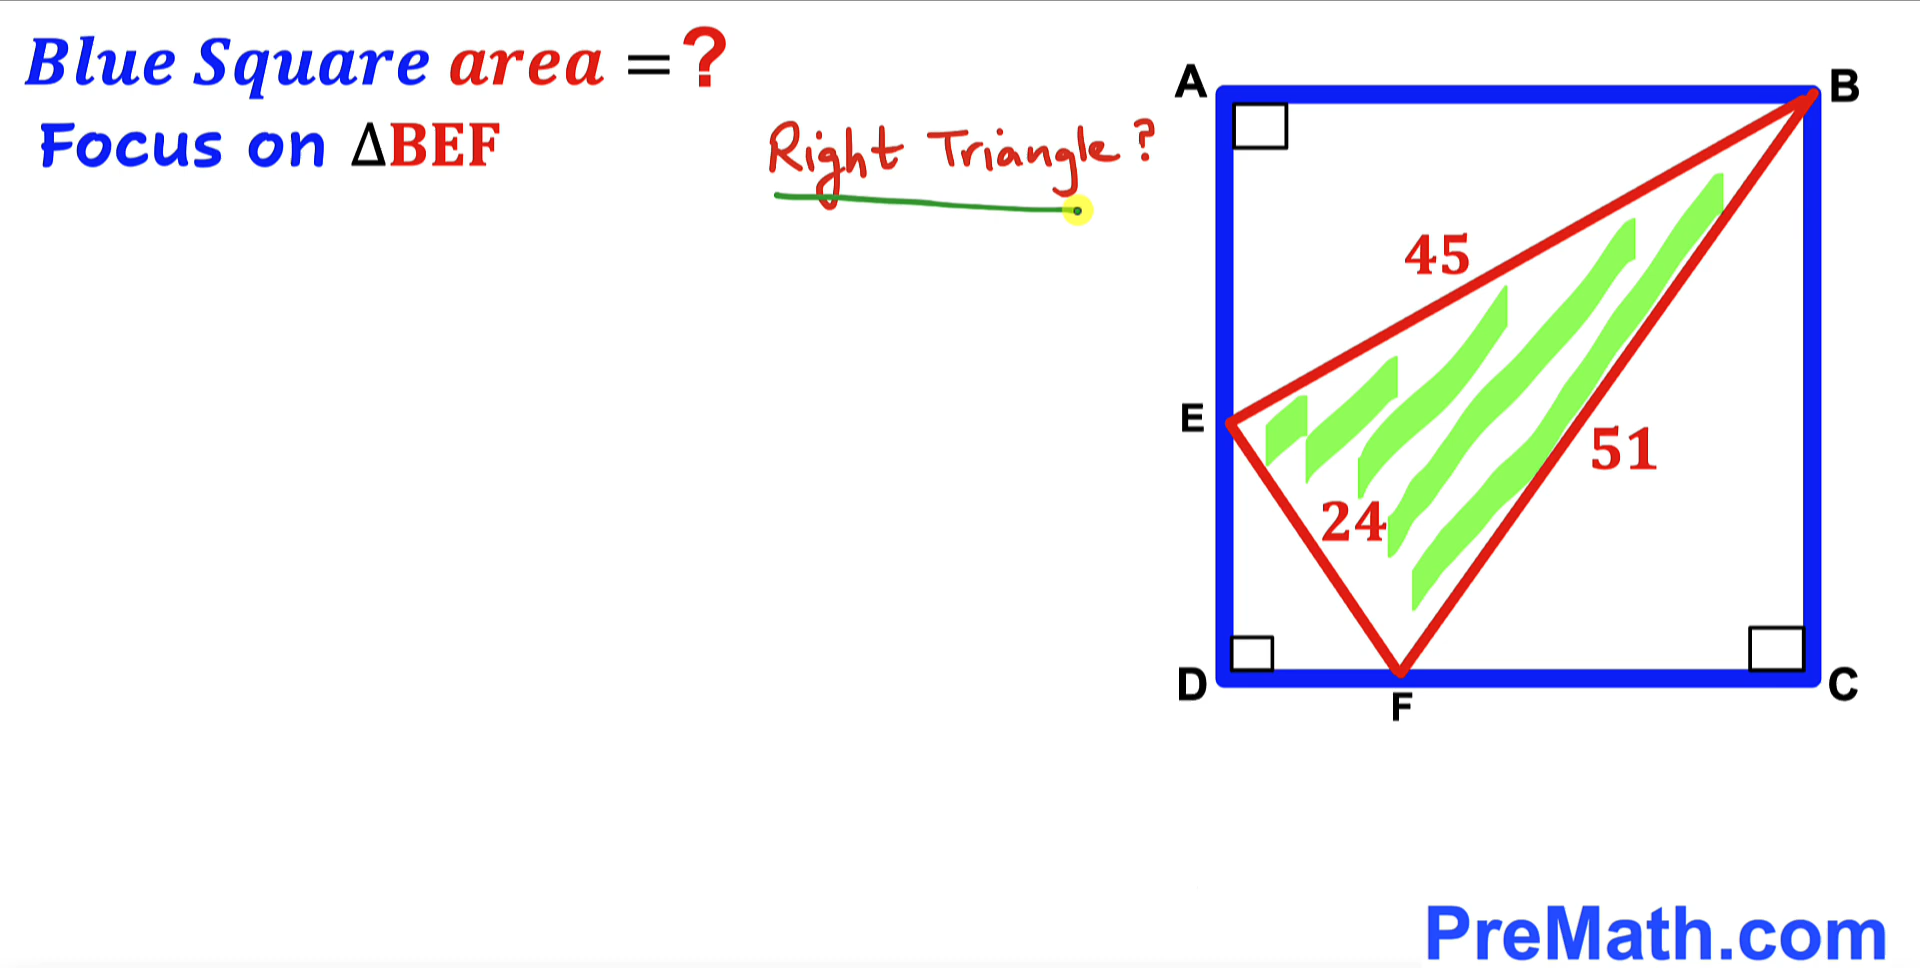 Blue Square area = ?
Focus on ΔBEF
Right Triangle?
A
B
45
E
51
24
D
C
F
PreMath.com